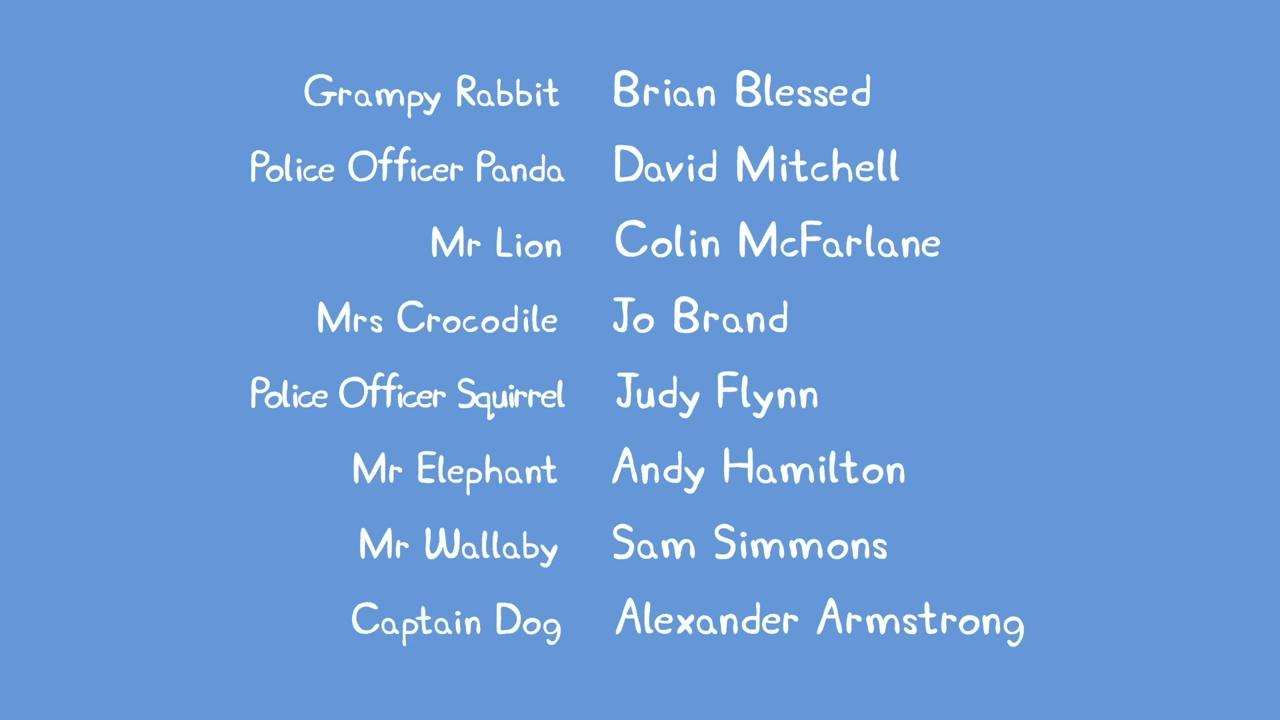 Grampy Rabbit Brian Blessed
Police Officer Panda David Mitchell
Mr Lion Colin McFarlane
Mrs Crocodile Jo Brand
Police Officer Squirrel Judy Flynn
Mr Elephant Andy Hamilton
Mr Wallaby Sam Simmons
Captain Dog Alexander Armstrong